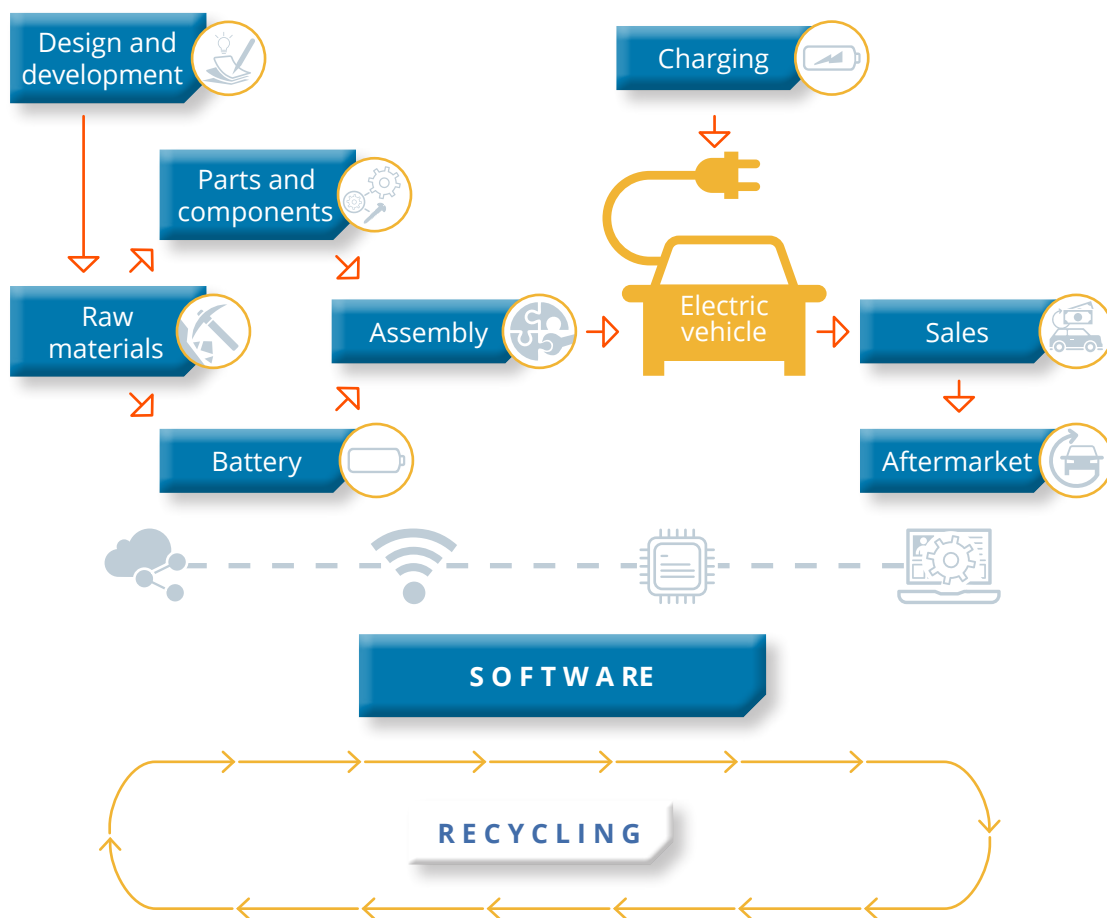 Design and
development
Charging
Parts and
components
Raw
materials
Assembly
Electric
vehicle
Sales
Battery
Aftermarket
SOFTWARE
RECYCLING